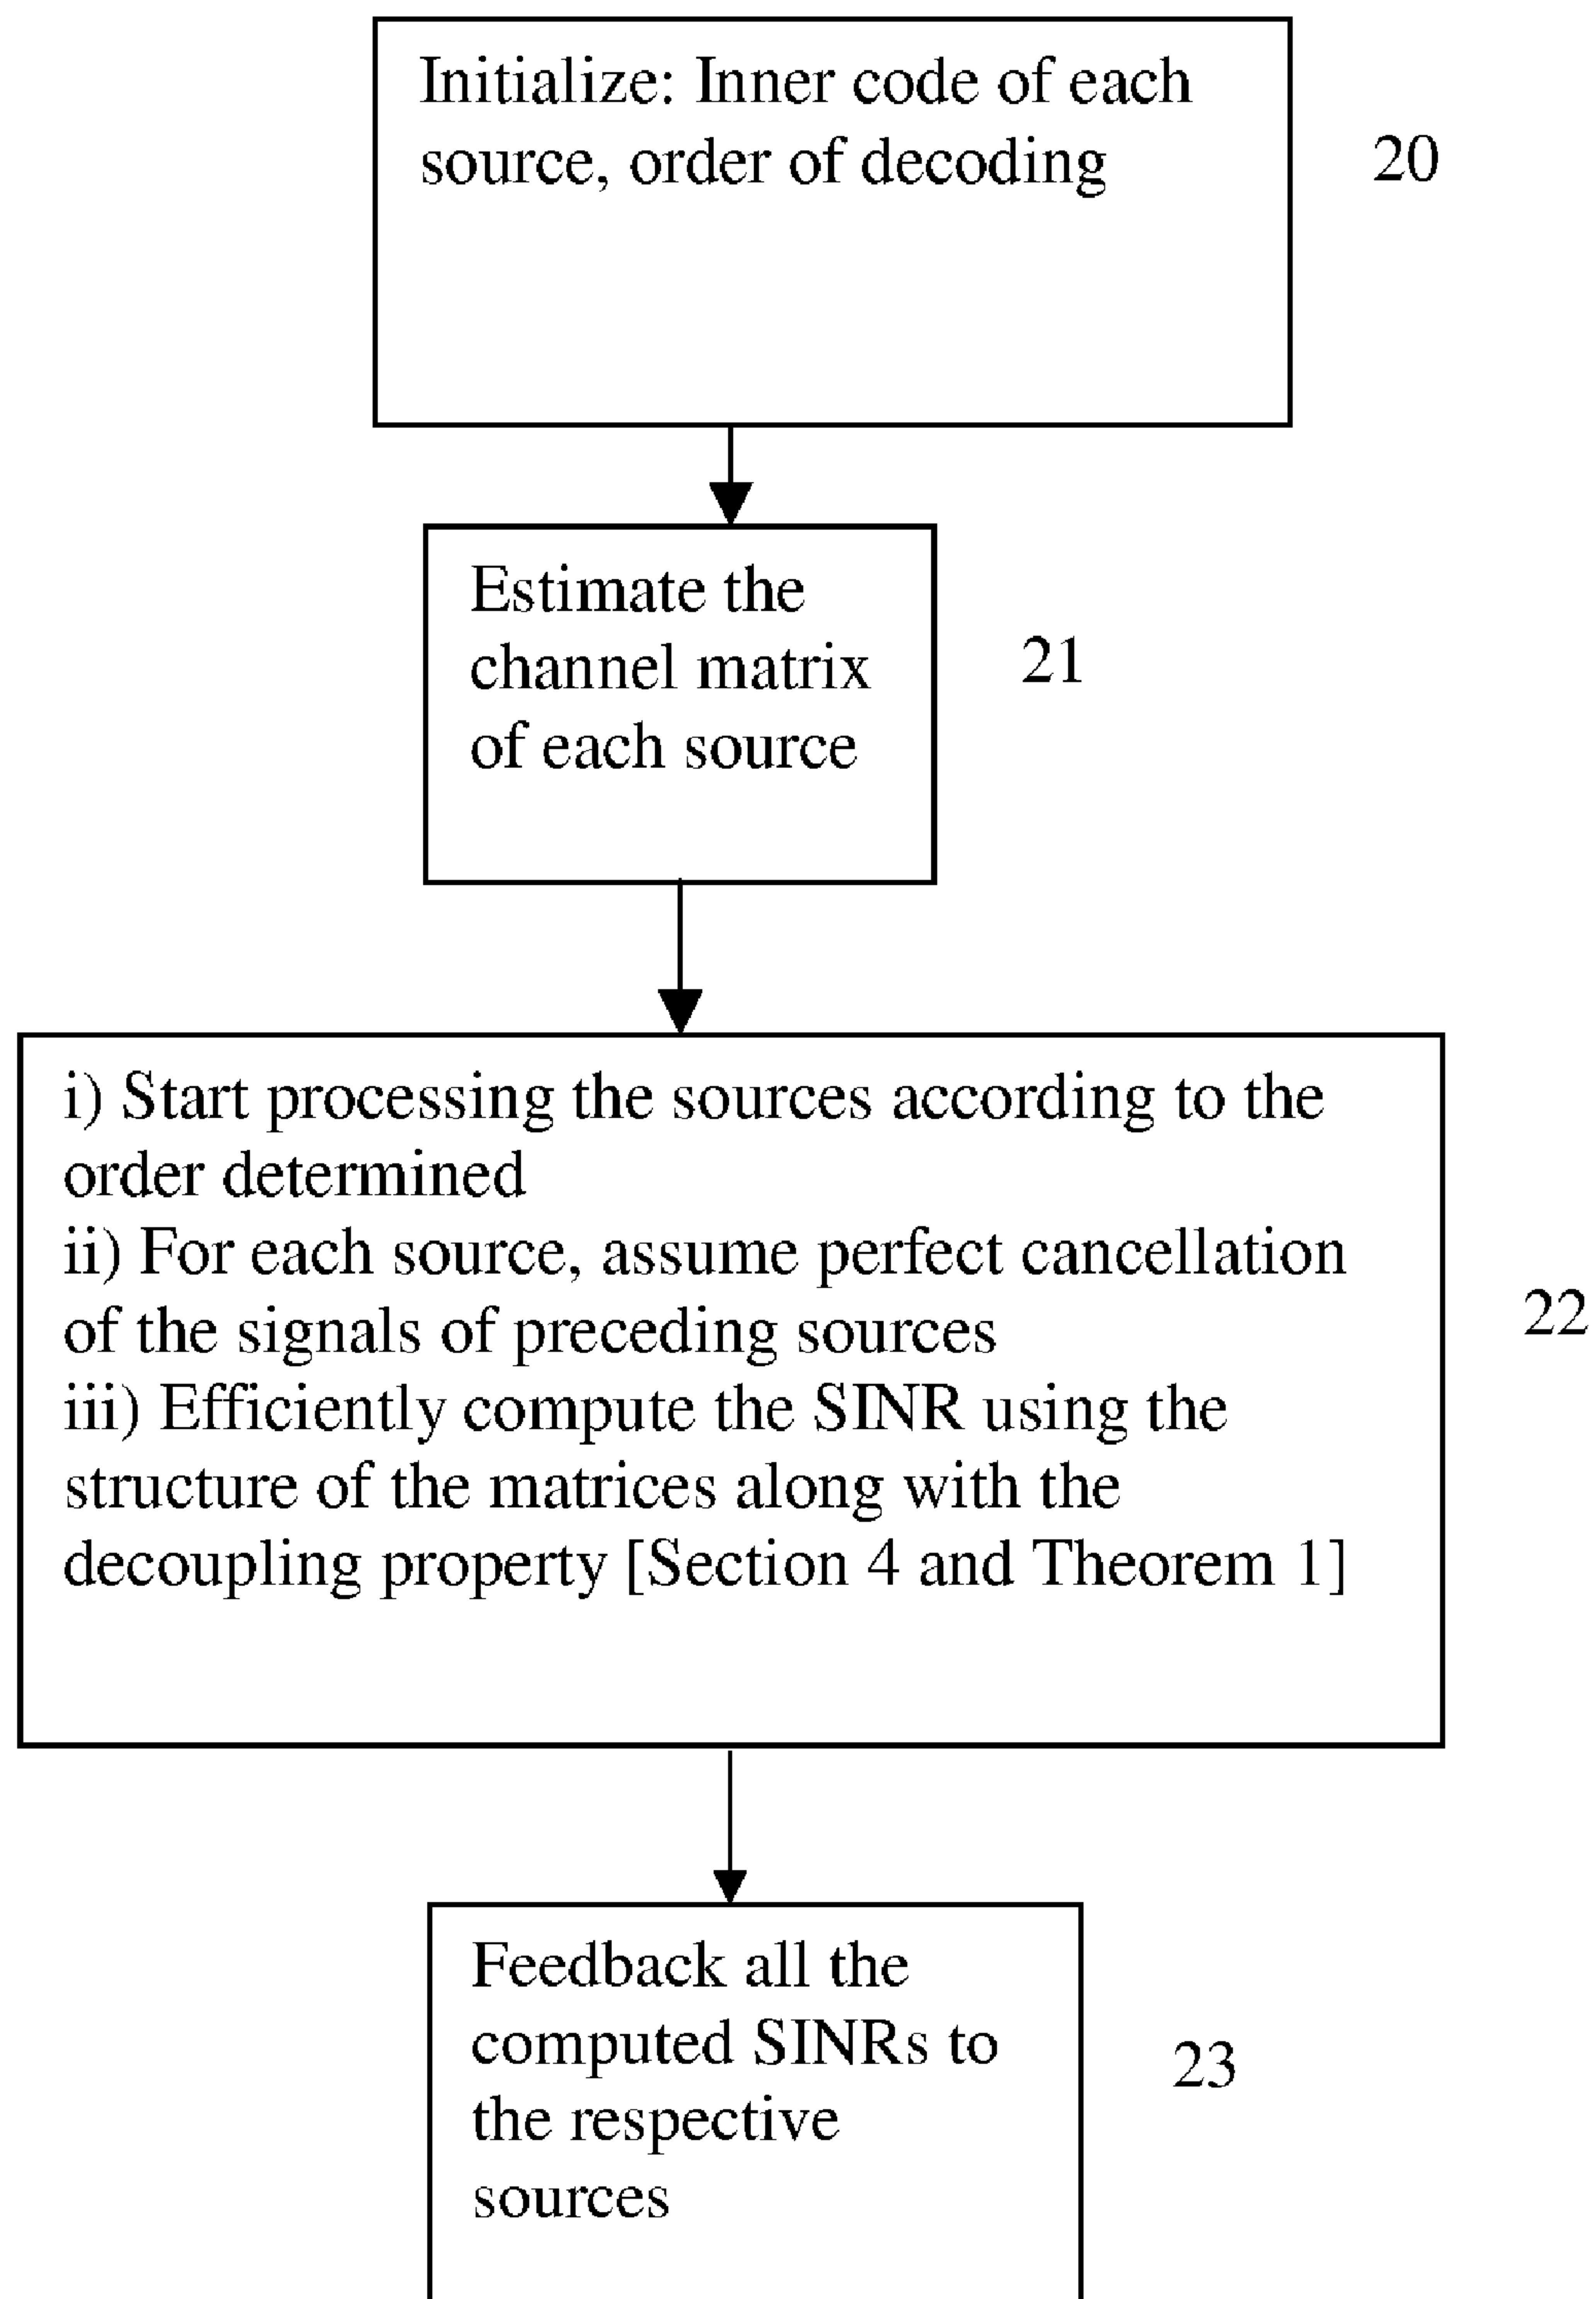 Initialize: Inner code of each
source, order of decoding
20
Estimate the
channel matrix
of each source
21
i) Start processing the sources according to the
order determined
ii) For each source, assume perfect cancellation
of the signals of preceding sources
iii) Efficiently compute the SINR using the
structure of the matrices along with the
decoupling property [Section 4 and Theorem 1]
22
Feedback all the
computed SINRs to
the respective
sources
23